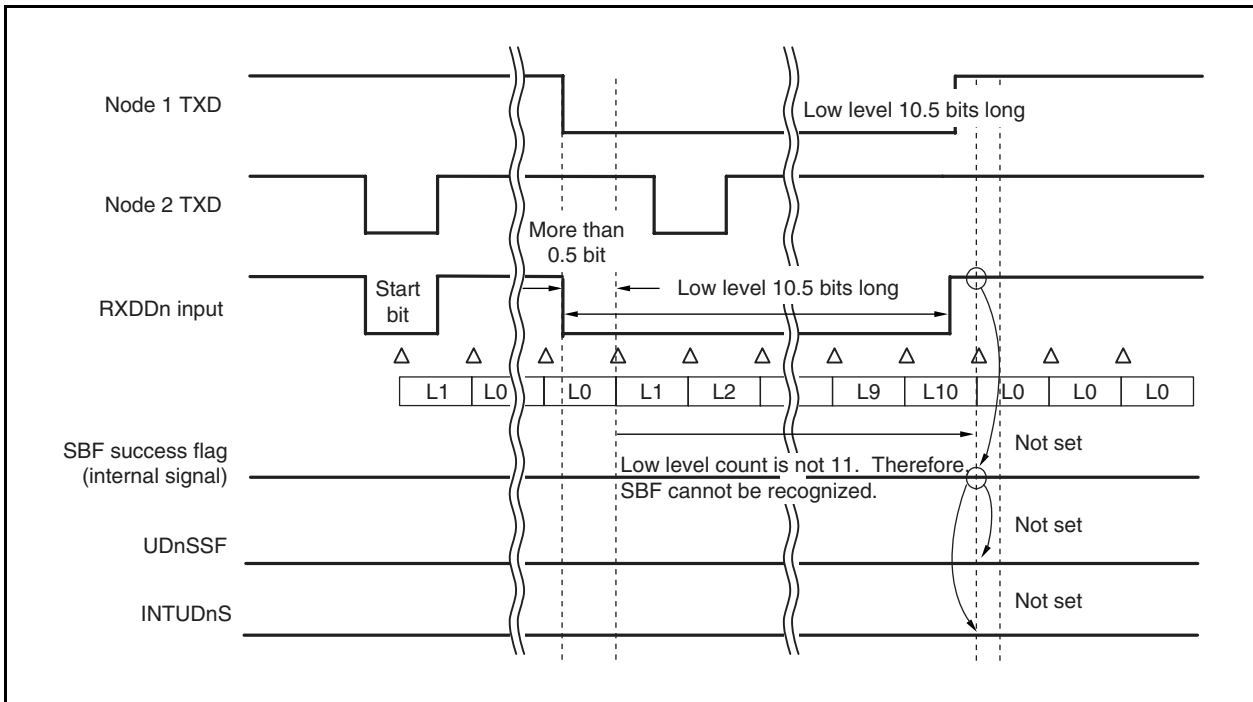 Node 1 TXD
Low level 10.5 bits long
Node 2 TXD
More than
0.5 bit
RXDDn input
Start
bit
Low level 10.5 bits long
L1 L0 L0 L1 L2 L9 L10 L0 L0 L0
SBF success flag
(internal signal)
Not set
Low level count is not 11. Therefore,
SBF cannot be recognized.
UDnSSF
Not set
INTUDnS
Not set